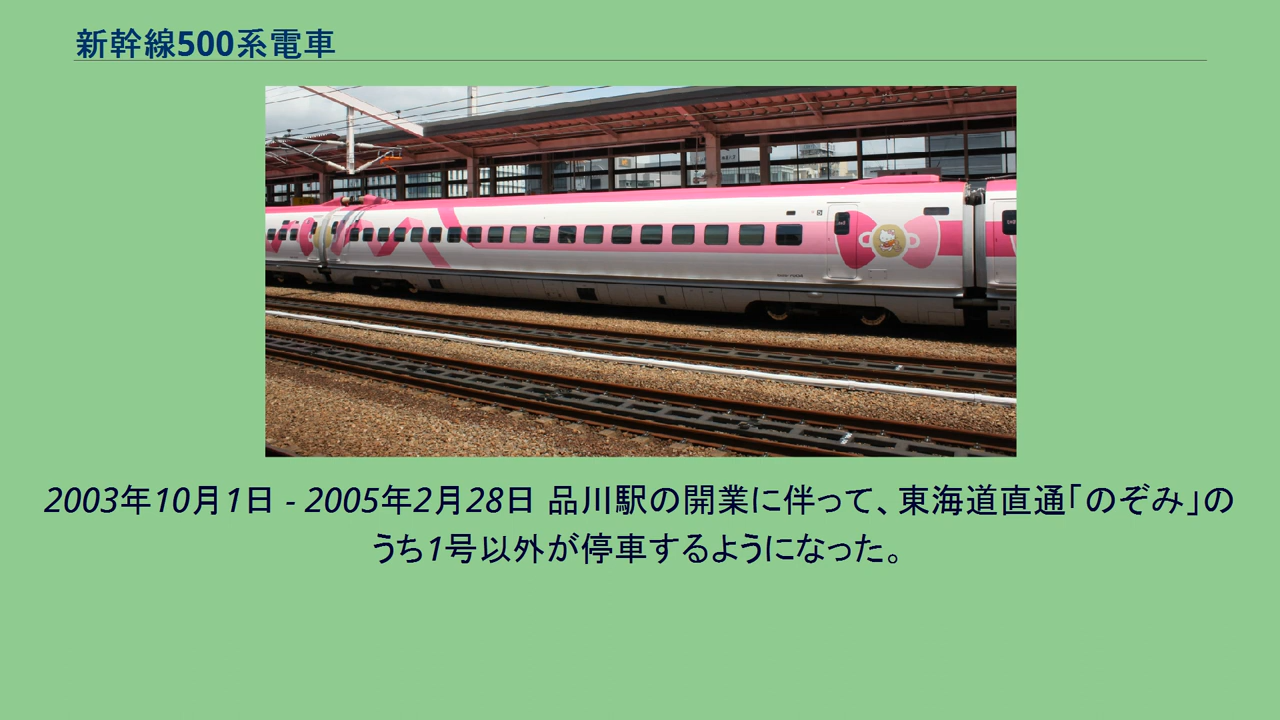 新幹線500系電車
2003年10月1日 - 2005年2月28日 品川駅の開業に伴って、東海道直通「のぞみ」の
うち1号以外が停車するようになった。